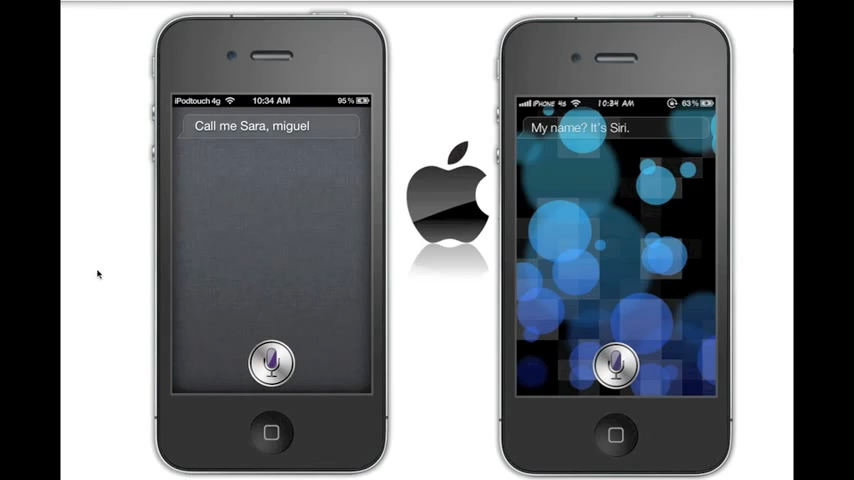 iPodtouch 4g 10:34 AM 95%
Call me Sara, miguel
iPHONE 4s 10:34 AM 63%
My name? It's Siri.